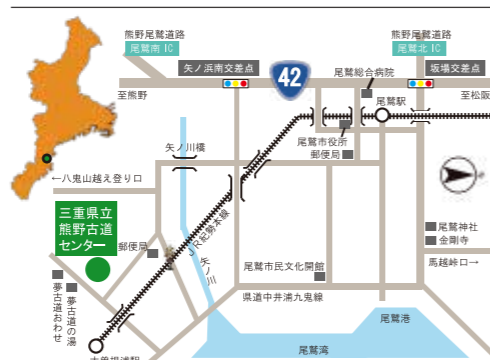 熊野尾鷲道路
尾鷲南 IC
熊野尾鷲道路
尾鷲北 IC
矢ノ浜南交差点
42
尾鷲総合病院
坂場交差点
至熊野
尾鷲駅
至松阪
尾鷲市役所
郵便局
矢ノ川橋
←八鬼山越え登り口
三重県立
熊野古道
センター
郵便局
JR紀勢本線
矢ノ川
尾鷲神社
金剛寺
馬越峠口→
尾鷲市民文化会館
県道中井浦九鬼線
夢古道の湯
夢古道おわせ
尾鷲港
尾鷲湾